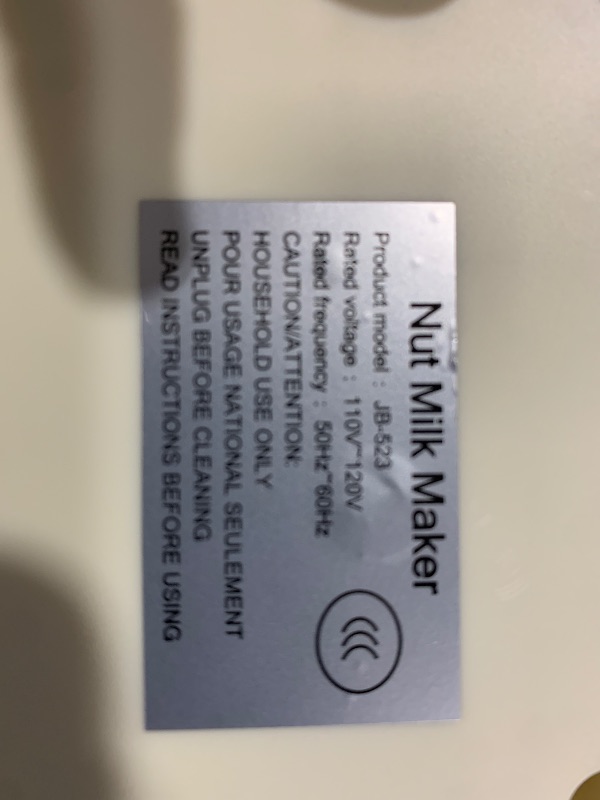 Nut Milk Maker
Product model : JB-523
Rated voltage : 110V~120V
Rated frequency : 50Hz~60Hz
CAUTION/ATTENTION:
HOUSEHOLD USE ONLY
POUR USAGE NATIONAL SEULEMENT
UNPLUG BEFORE CLEANING
READ INSTRUCTIONS BEFORE USING